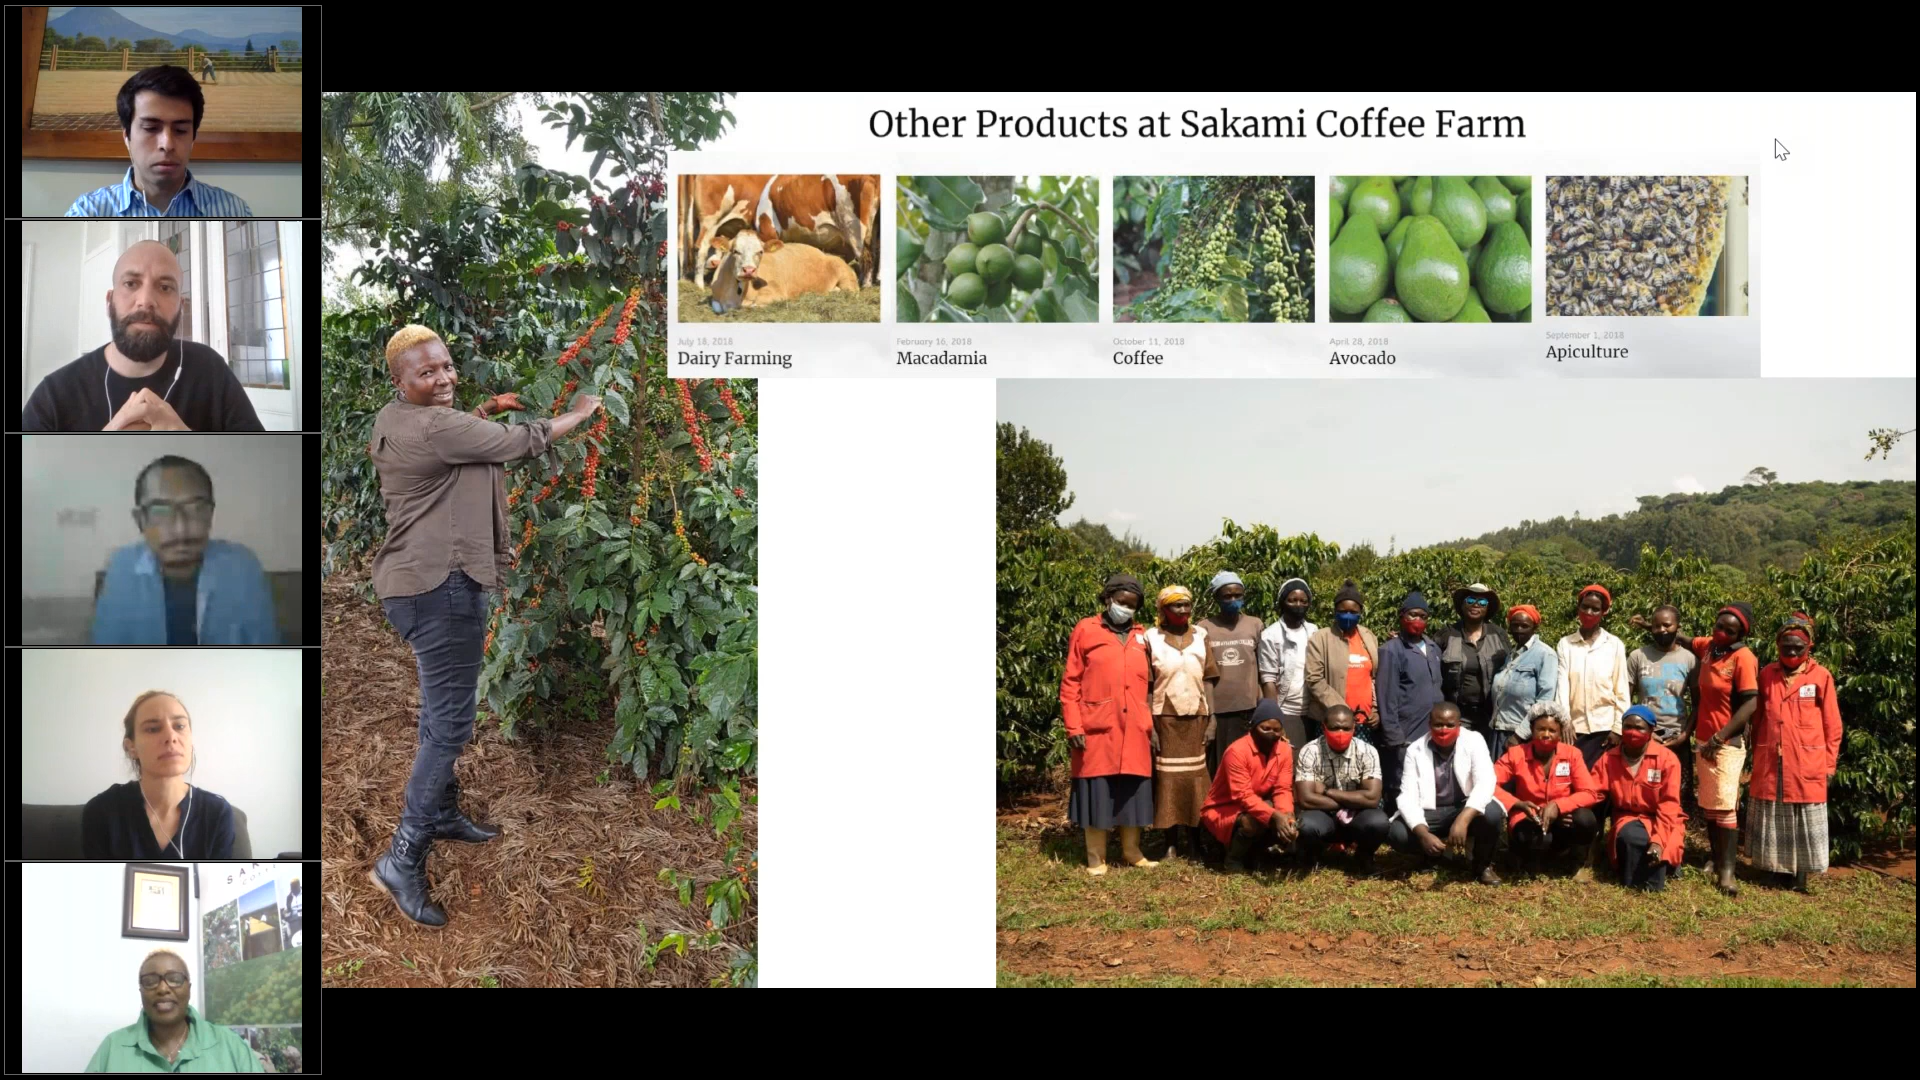 Other Products at Sakami Coffee Farm
July 18, 2018
Dairy Farming
February 16, 2018
Macadamia
October 11, 2018
Coffee
April 28, 2018
Avocado
September 1, 2018
Apiculture